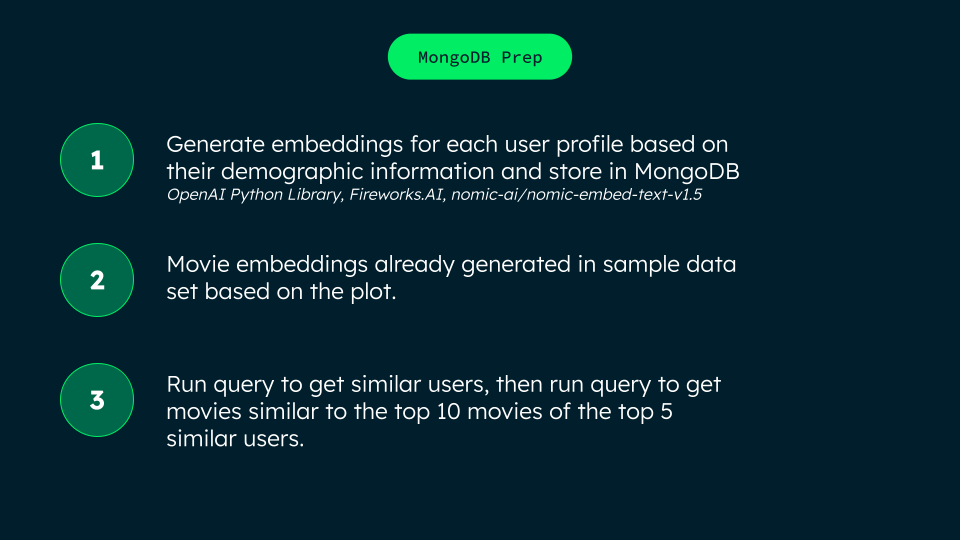 MongoDB Prep
1
Generate embeddings for each user profile based on
their demographic information and store in MongoDB
OpenAI Python Library, Fireworks.AI, nomic-ai/nomic-embed-text-v1.5
2
Movie embeddings already generated in sample data
set based on the plot.
3
Run query to get similar users, then run query to get
movies similar to the top 10 movies of the top 5
similar users.